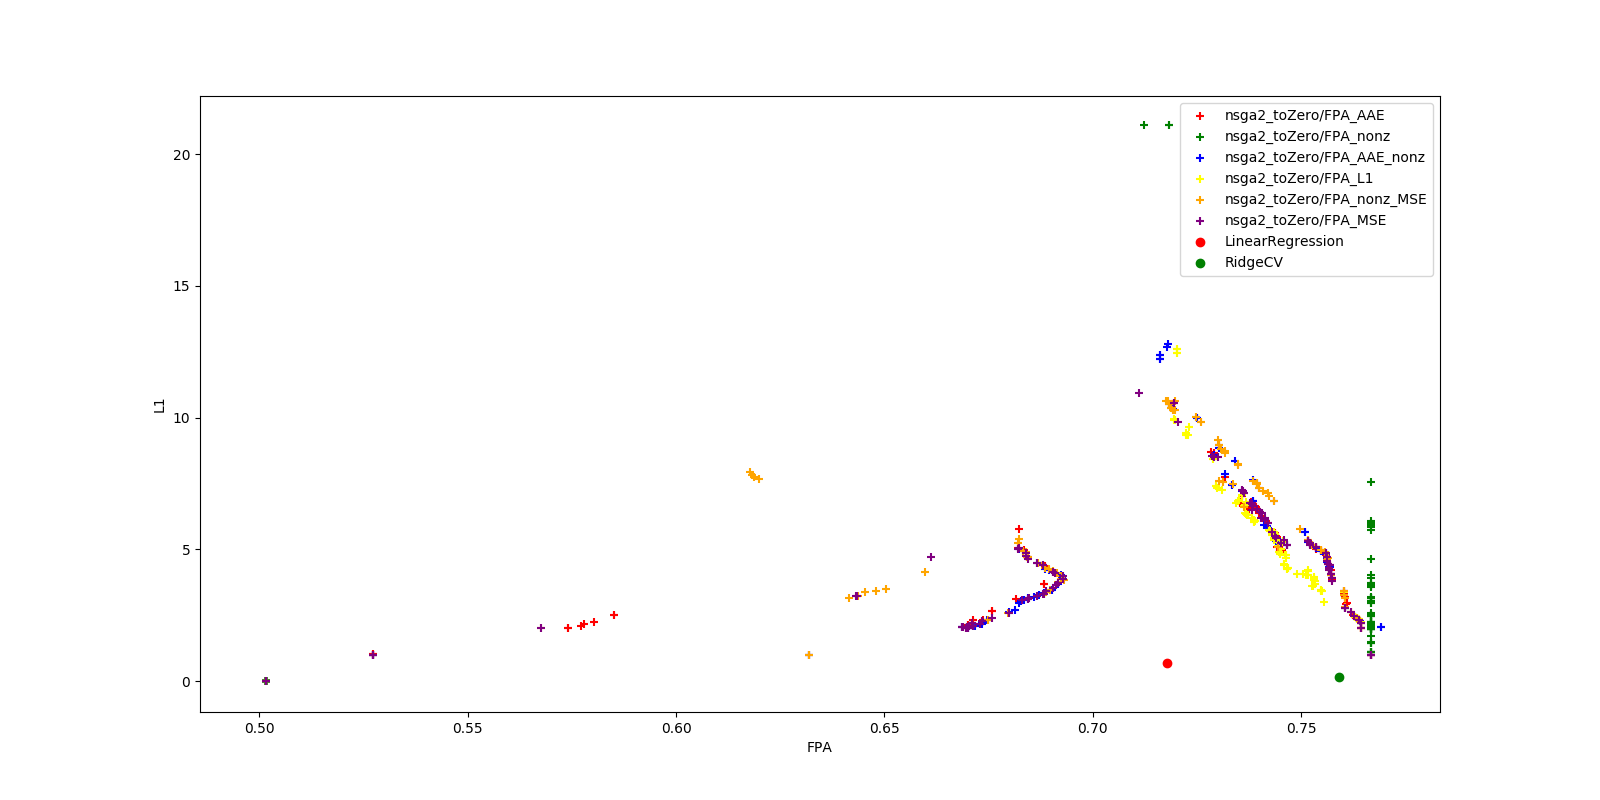 nsga2_toZero/FPA_AAE
nsga2_toZero/FPA_nonz
nsga2_toZero/FPA_AAE_nonz
nsga2_toZero/FPA_L1
nsga2_toZero/FPA_nonz_MSE
nsga2_toZero/FPA_MSE
LinearRegression
RidgeCV
20
15
10
5
0
L1
0.50 0.55 0.60 0.65 0.70 0.75
FPA